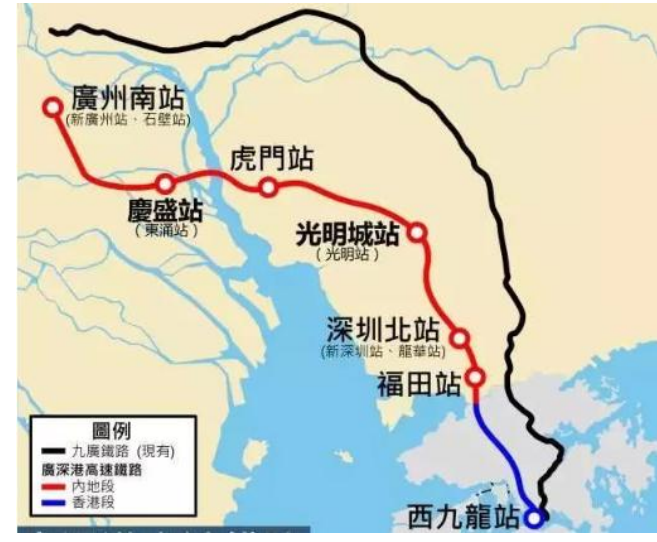 廣州南站
(新廣州站、石壁站)
虎門站
慶盛站
(東涌站)
光明城站
(光明站)
深圳北站
(新深圳站、龍華站)
福田站
西九龍站
圖例
九廣鐵路 (現有)
廣深港高速鐵路
內地段
香港段